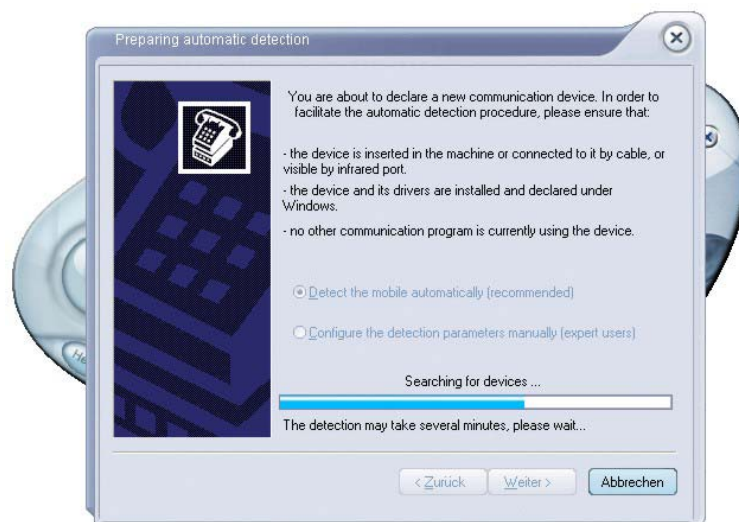 Preparing automatic detection
You are about to declare a new communication device. In order to
facilitate the automatic detection procedure, please ensure that:
- the device is inserted in the machine or connected to it by cable, or
visible by infrared port.
- the device and its drivers are installed and declared under
Windows.
- no other communication program is currently using the device.
Detect the mobile automatically (recommended)
Configure the detection parameters manually (expert users)
Searching for devices ...
The detection may take several minutes, please wait...
< Zurück
Weiter >
Abbrechen